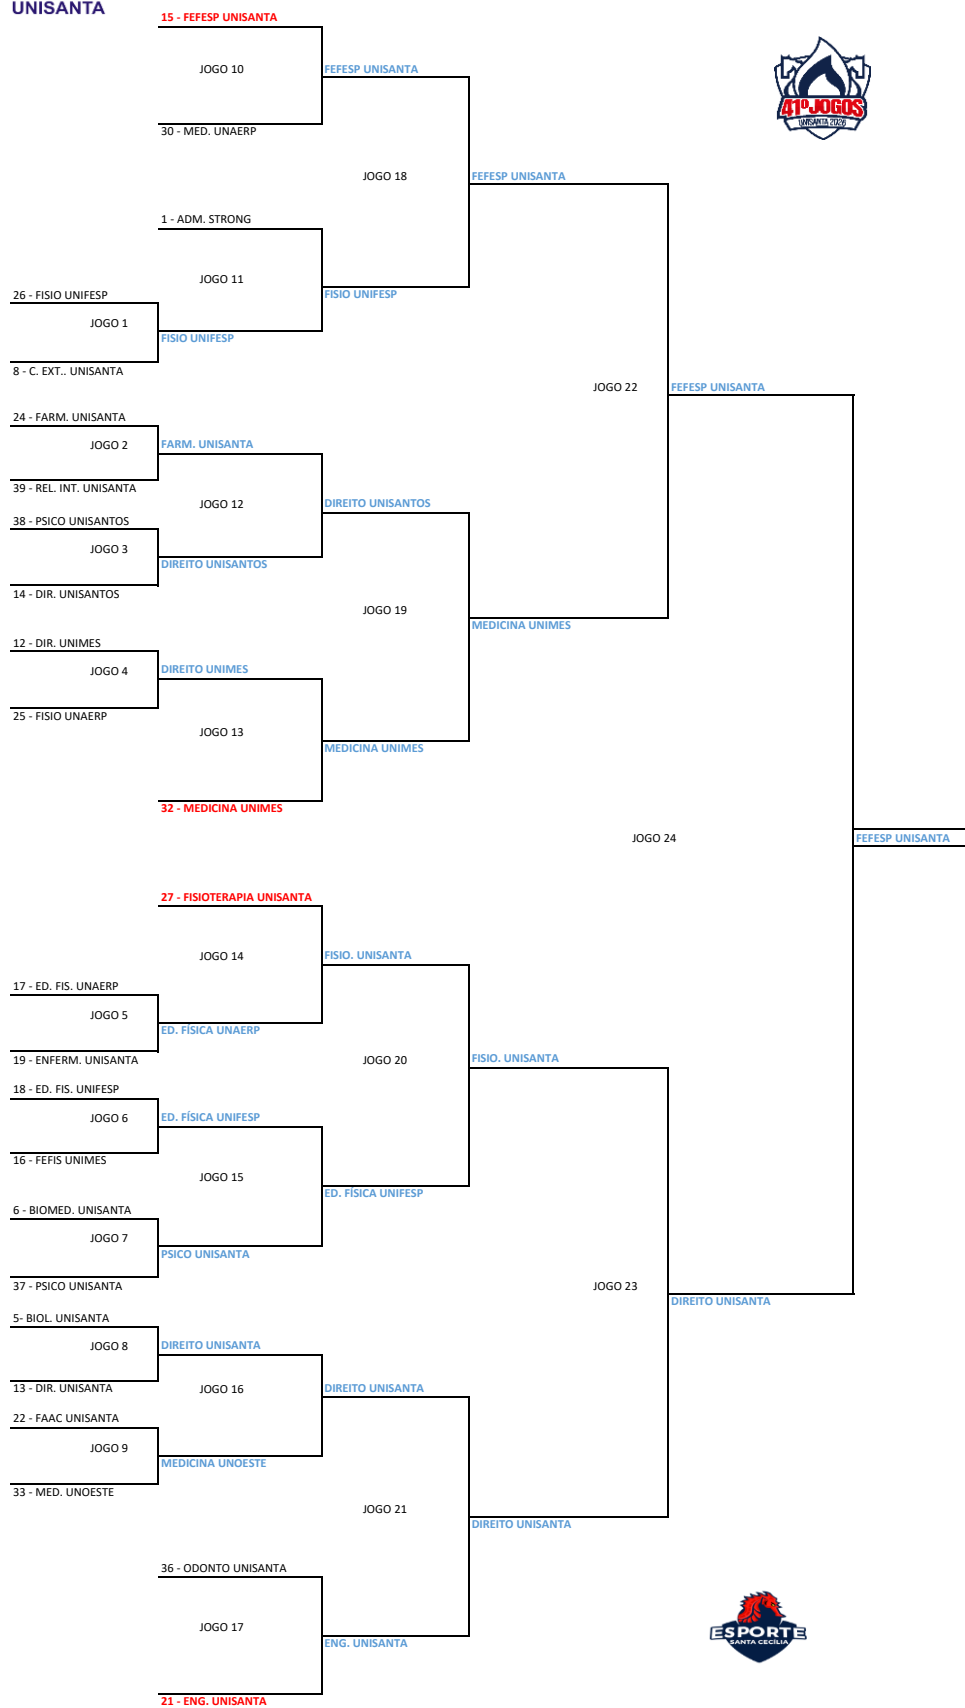 UNISANTA
15 - FEFESP UNISANTA
JOGO 10
FEFESP UNISANTA
41º JOGOS
UNISANTA 2026
30 - MED. UNAERP
JOGO 18
FEFESP UNISANTA
1 - ADM. STRONG
JOGO 11
26 - FISIO UNIFESP
FISIO UNIFESP
JOGO 1
FISIO UNIFESP
8 - C. EXT.. UNISANTA
JOGO 22
FEFESP UNISANTA
24 - FARM. UNISANTA
JOGO 2
FARM. UNISANTA
39 - REL. INT. UNISANTA
JOGO 12
DIREITO UNISANTOS
38 - PSICO UNISANTOS
JOGO 3
DIREITO UNISANTOS
14 - DIR. UNISANTOS
JOGO 19
MEDICINA UNIMES
12 - DIR. UNIMES
JOGO 4
DIREITO UNIMES
25 - FISIO UNAERP
JOGO 13
MEDICINA UNIMES
32 - MEDICINA UNIMES
JOGO 24
FEFESP UNISANTA
27 - FISIOTERAPIA UNISANTA
JOGO 14
FISIO. UNISANTA
17 - ED. FIS. UNAERP
JOGO 5
ED. FÍSICA UNAERP
19 - ENFERM. UNISANTA
JOGO 20
FISIO. UNISANTA
18 - ED. FIS. UNIFESP
JOGO 6
ED. FÍSICA UNIFESP
16 - FEFIS UNIMES
JOGO 15
ED. FÍSICA UNIFESP
6 - BIOMED. UNISANTA
JOGO 7
PSICO UNISANTA
37 - PSICO UNISANTA
JOGO 23
DIREITO UNISANTA
5- BIOL. UNISANTA
JOGO 8
DIREITO UNISANTA
13 - DIR. UNISANTA
JOGO 16
DIREITO UNISANTA
22 - FAAC UNISANTA
JOGO 9
MEDICINA UNOESTE
33 - MED. UNOESTE
JOGO 21
DIREITO UNISANTA
36 - ODONTO UNISANTA
JOGO 17
ENG. UNISANTA
ESPORTE
SANTA CECÍLIA
21 - ENG. UNISANTA